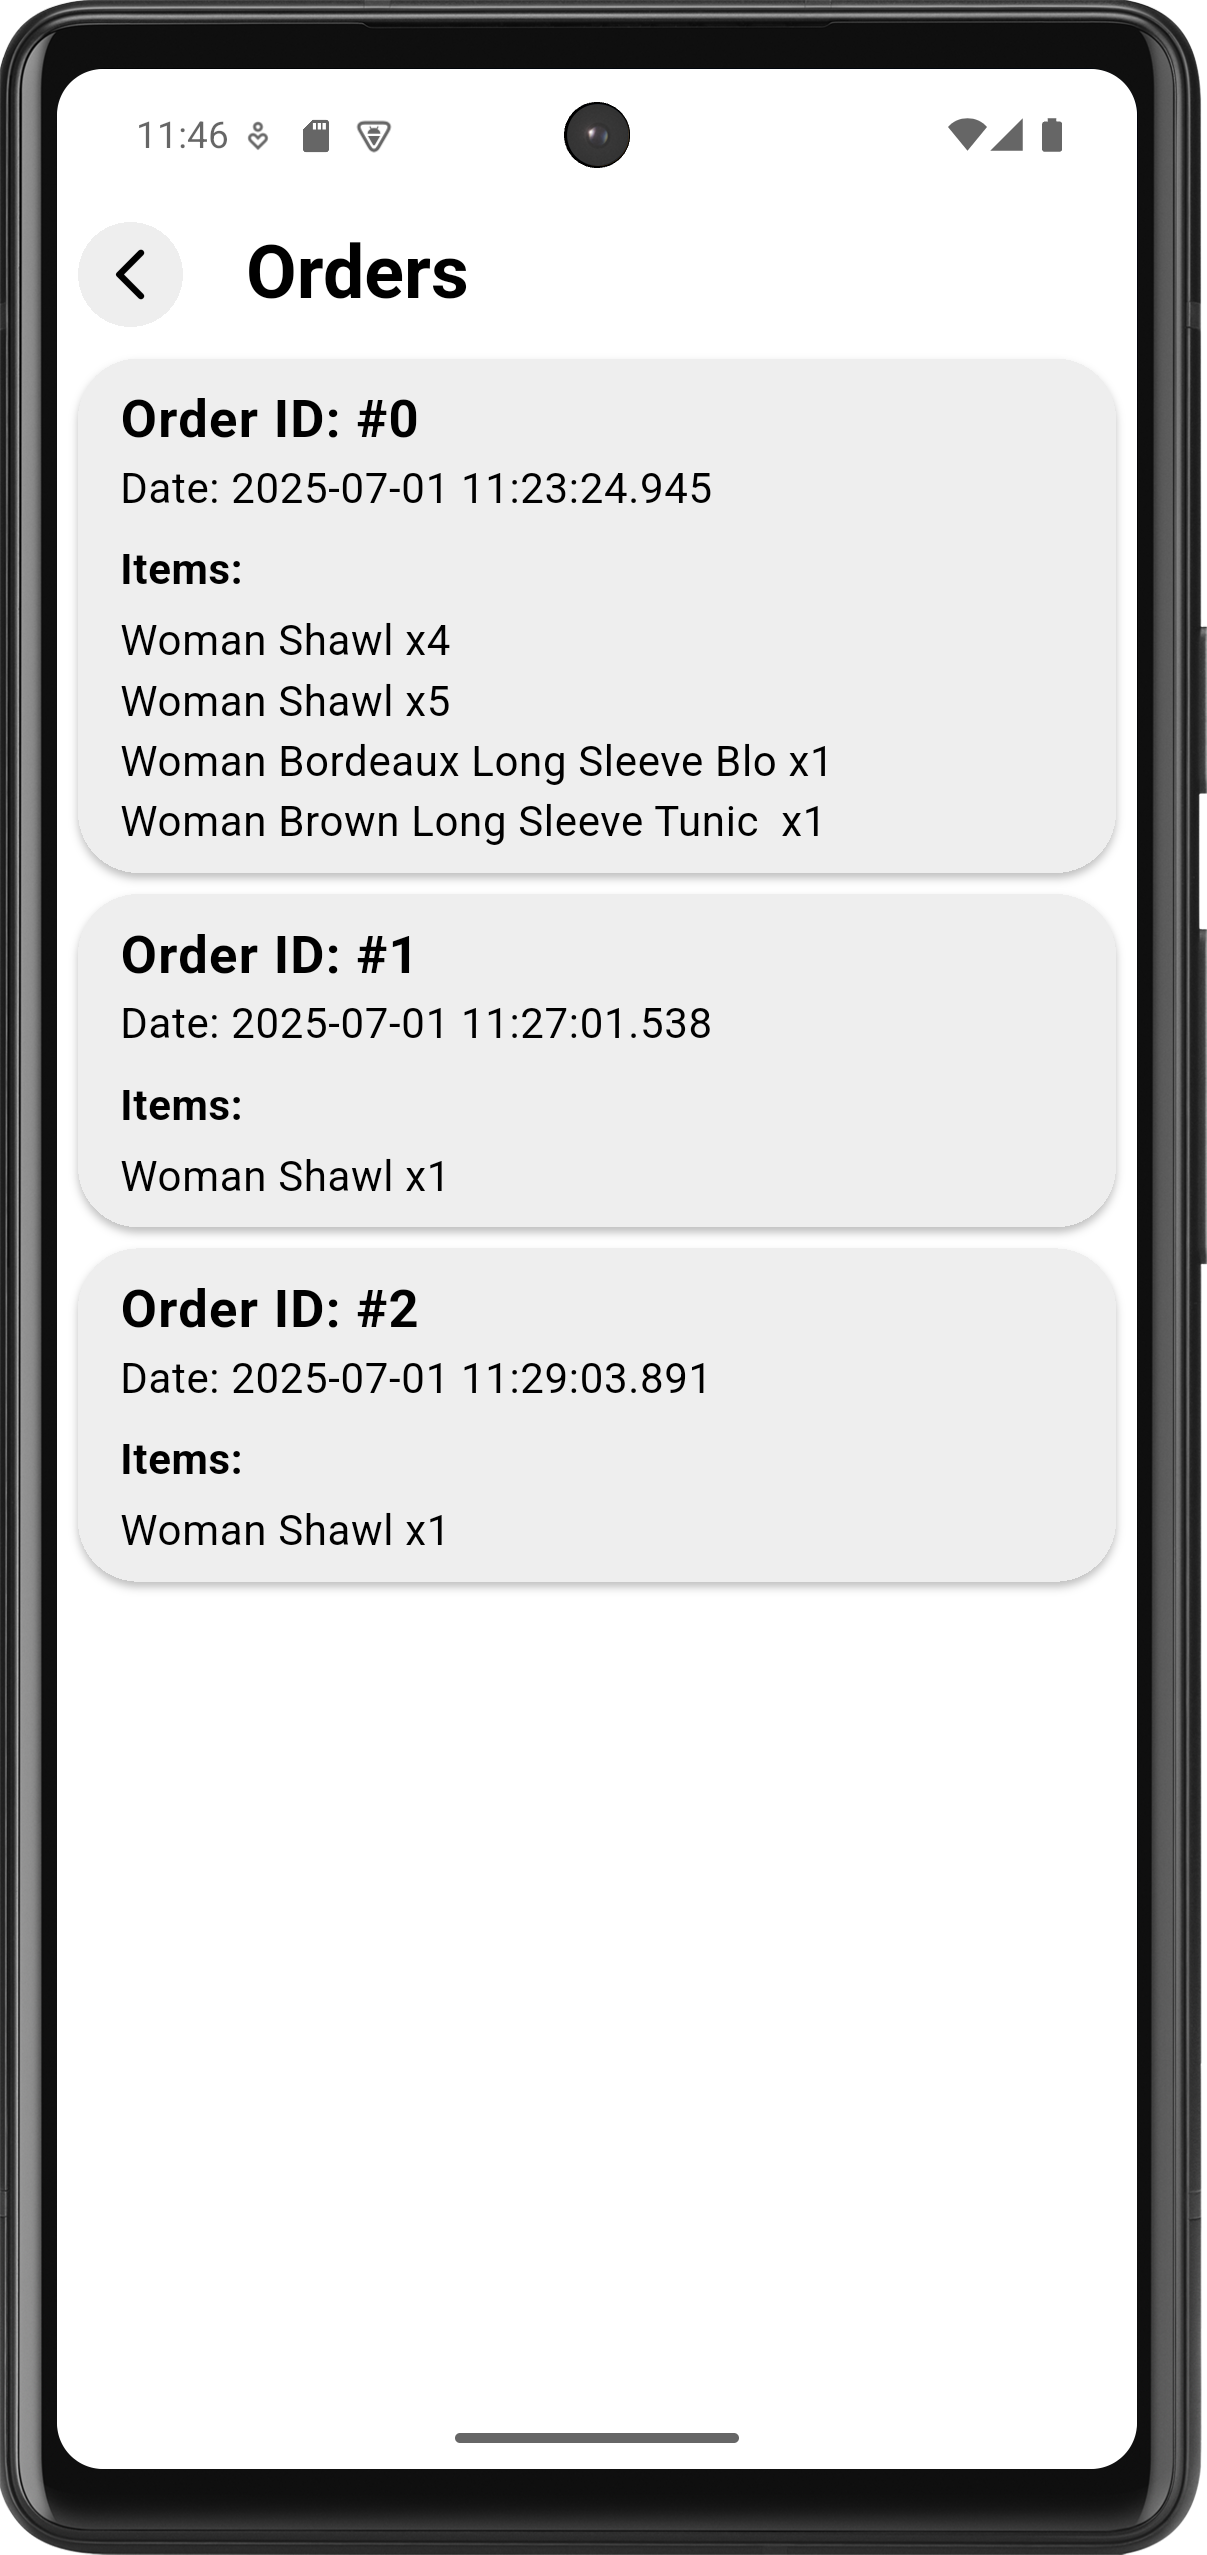 11:46
Orders
Order ID: #0
Date: 2025-07-01 11:23:24.945
Items:
Woman Shawl x4
Woman Shawl x5
Woman Bordeaux Long Sleeve Blo x1
Woman Brown Long Sleeve Tunic  x1
Order ID: #1
Date: 2025-07-01 11:27:01.538
Items:
Woman Shawl x1
Order ID: #2
Date: 2025-07-01 11:29:03.891
Items:
Woman Shawl x1